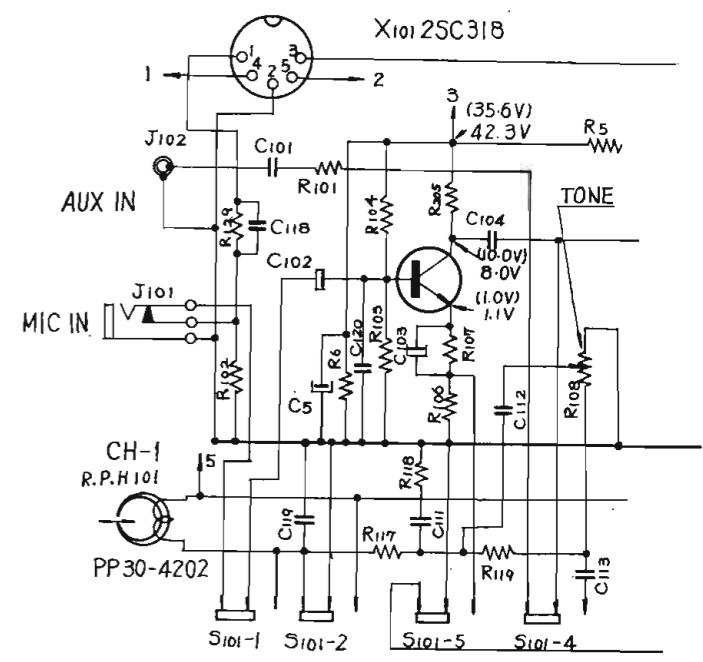 X101 2SC318
1
3
4
5
2
1
2
3
(35.6V)
42.3V
R5
J102
C101
R101
AUX IN
R104
R205
TONE
C104
R129
C118
(10.0V)
8.0V
C102
J101
(1.0V)
1.1V
MIC IN
R102
C5
R6
C120
R105
C103
R107
R106
C112
R108
CH-1
5
R.P.H101
R118
C119
C111
R117
R119
C113
PP30-4202
S101-1
S101-2
S101-5
S101-4